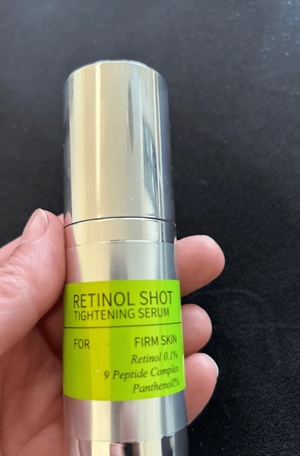 RETINOL SHOT
TIGHTENING SERUM
FOR FIRM SKIN
Retinol 0.1%
9 Peptide Complex
Panthenol